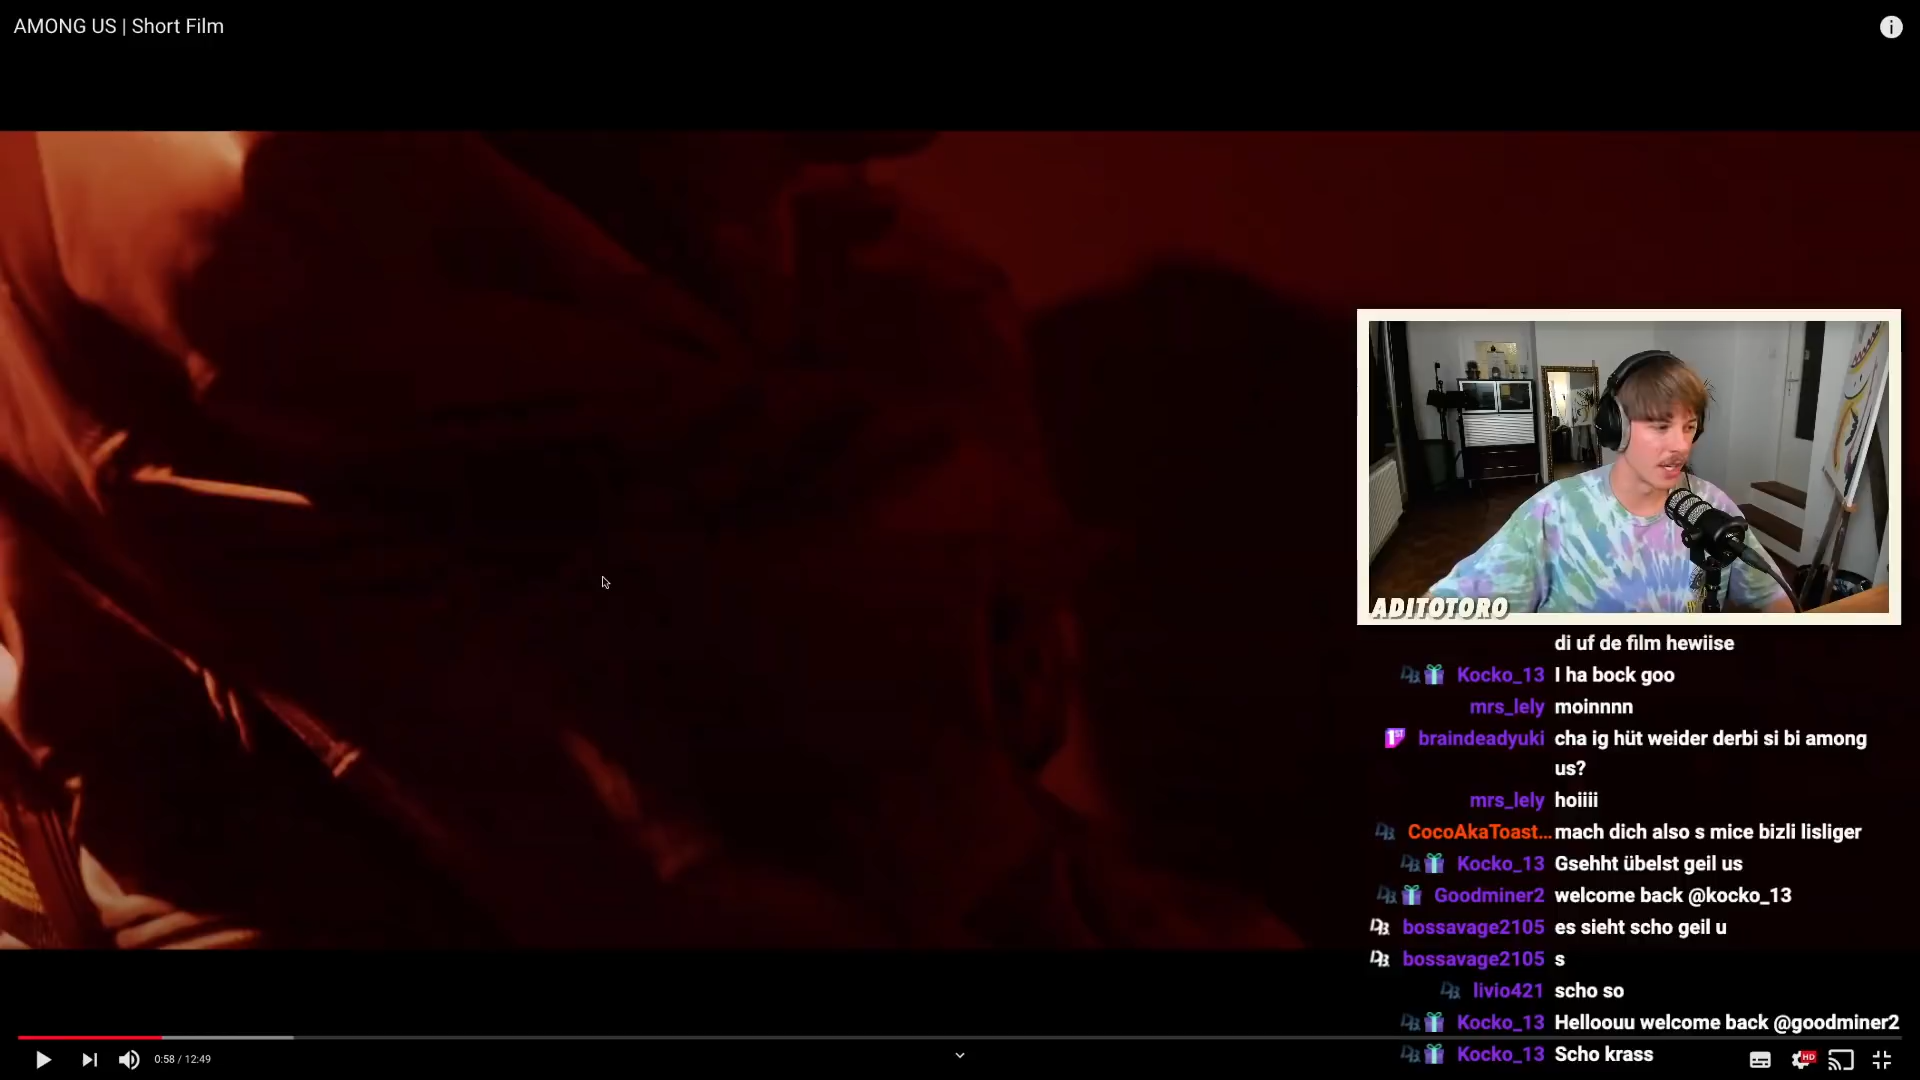 AMONG US | Short Film
ADITOTORO
di uf de film hewiise
Kocko_13 I ha bock goo
mrs_lely moinnnn
braindeadyuki cha ig hüt weider derbi si bi among
us?
mrs_lely hoiiii
CocoAkaToast... mach dich also s mice bizli lisliger
Kocko_13 Gsehht übelst geil us
Goodminer2 welcome back @kocko_13
bossavage2105 es sieht scho geil u
bossavage2105 s
livio421 scho so
Kocko_13 Helloouu welcome back @goodminer2
Kocko_13 Scho krass
0:58 / 12:49
HD